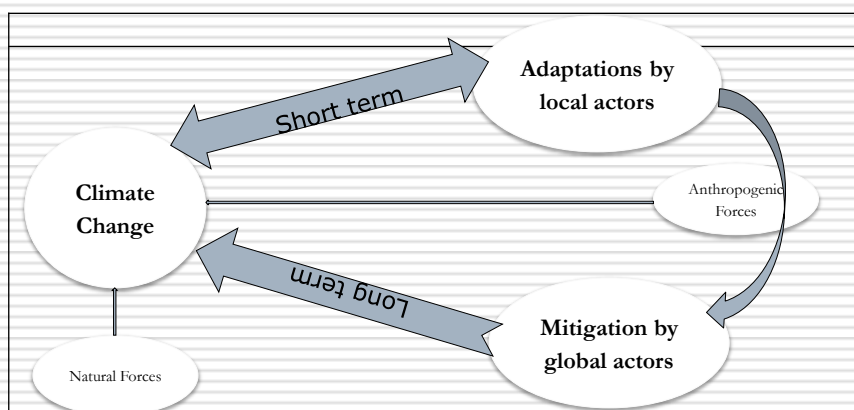 Adaptations by
local actors
Short term
Climate
Change
Anthropogenic
Forces
Long term
Mitigation by
global actors
Natural Forces